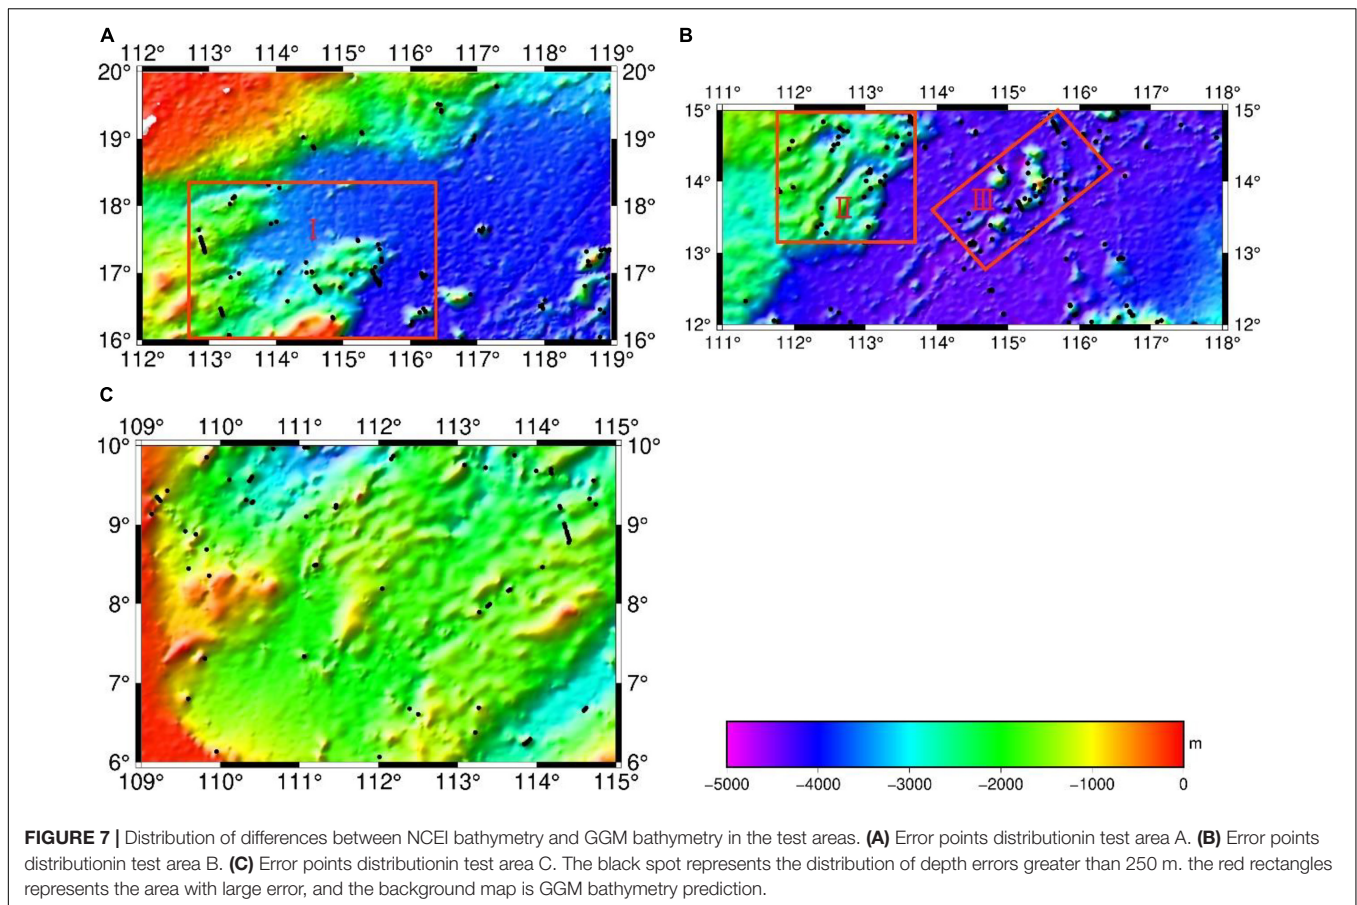 A
112° 113° 114° 115° 116° 117° 118° 119°
20° 20°
19° 19°
18° 18°
I
17° 17°
16° 16°
112° 113° 114° 115° 116° 117° 118° 119°
B
111° 112° 113° 114° 115° 116° 117° 118°
15° 15°
14° 14°
II III
13° 13°
12° 12°
111° 112° 113° 114° 115° 116° 117° 118°
C
109° 110° 111° 112° 113° 114° 115°
10° 10°
9° 9°
8° 8°
7° 7°
6° 6°
109° 110° 111° 112° 113° 114° 115°
m
−5000 −4000 −3000 −2000 −1000 0
FIGURE 7 | Distribution of differences between NCEI bathymetry and GGM bathymetry in the test areas. (A) Error points distributionin test area A. (B) Error points
distributionin test area B. (C) Error points distributionin test area C. The black spot represents the distribution of depth errors greater than 250 m. the red rectangles
represents the area with large error, and the background map is GGM bathymetry prediction.